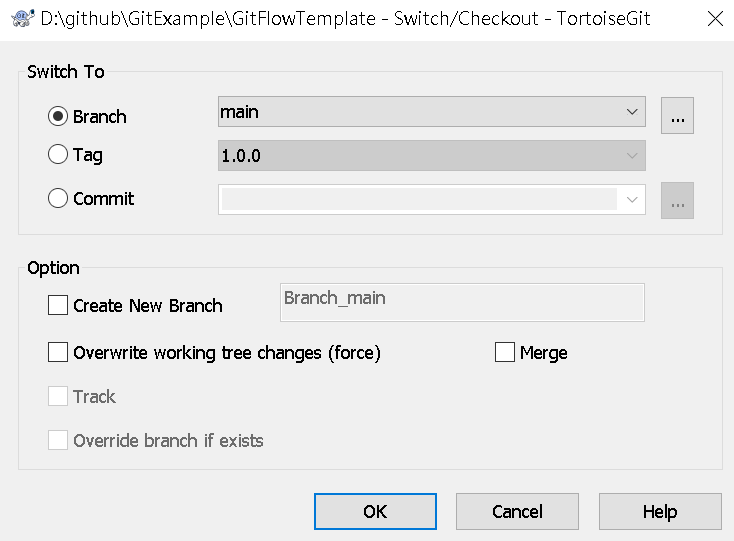 D:\github\GitExample\GitFlowTemplate - Switch/Checkout - TortoiseGit
Switch To
Branch main ...
Tag 1.0.0
Commit ...
Option
Create New Branch Branch_main
Overwrite working tree changes (force) Merge
Track
Override branch if exists
OK Cancel Help